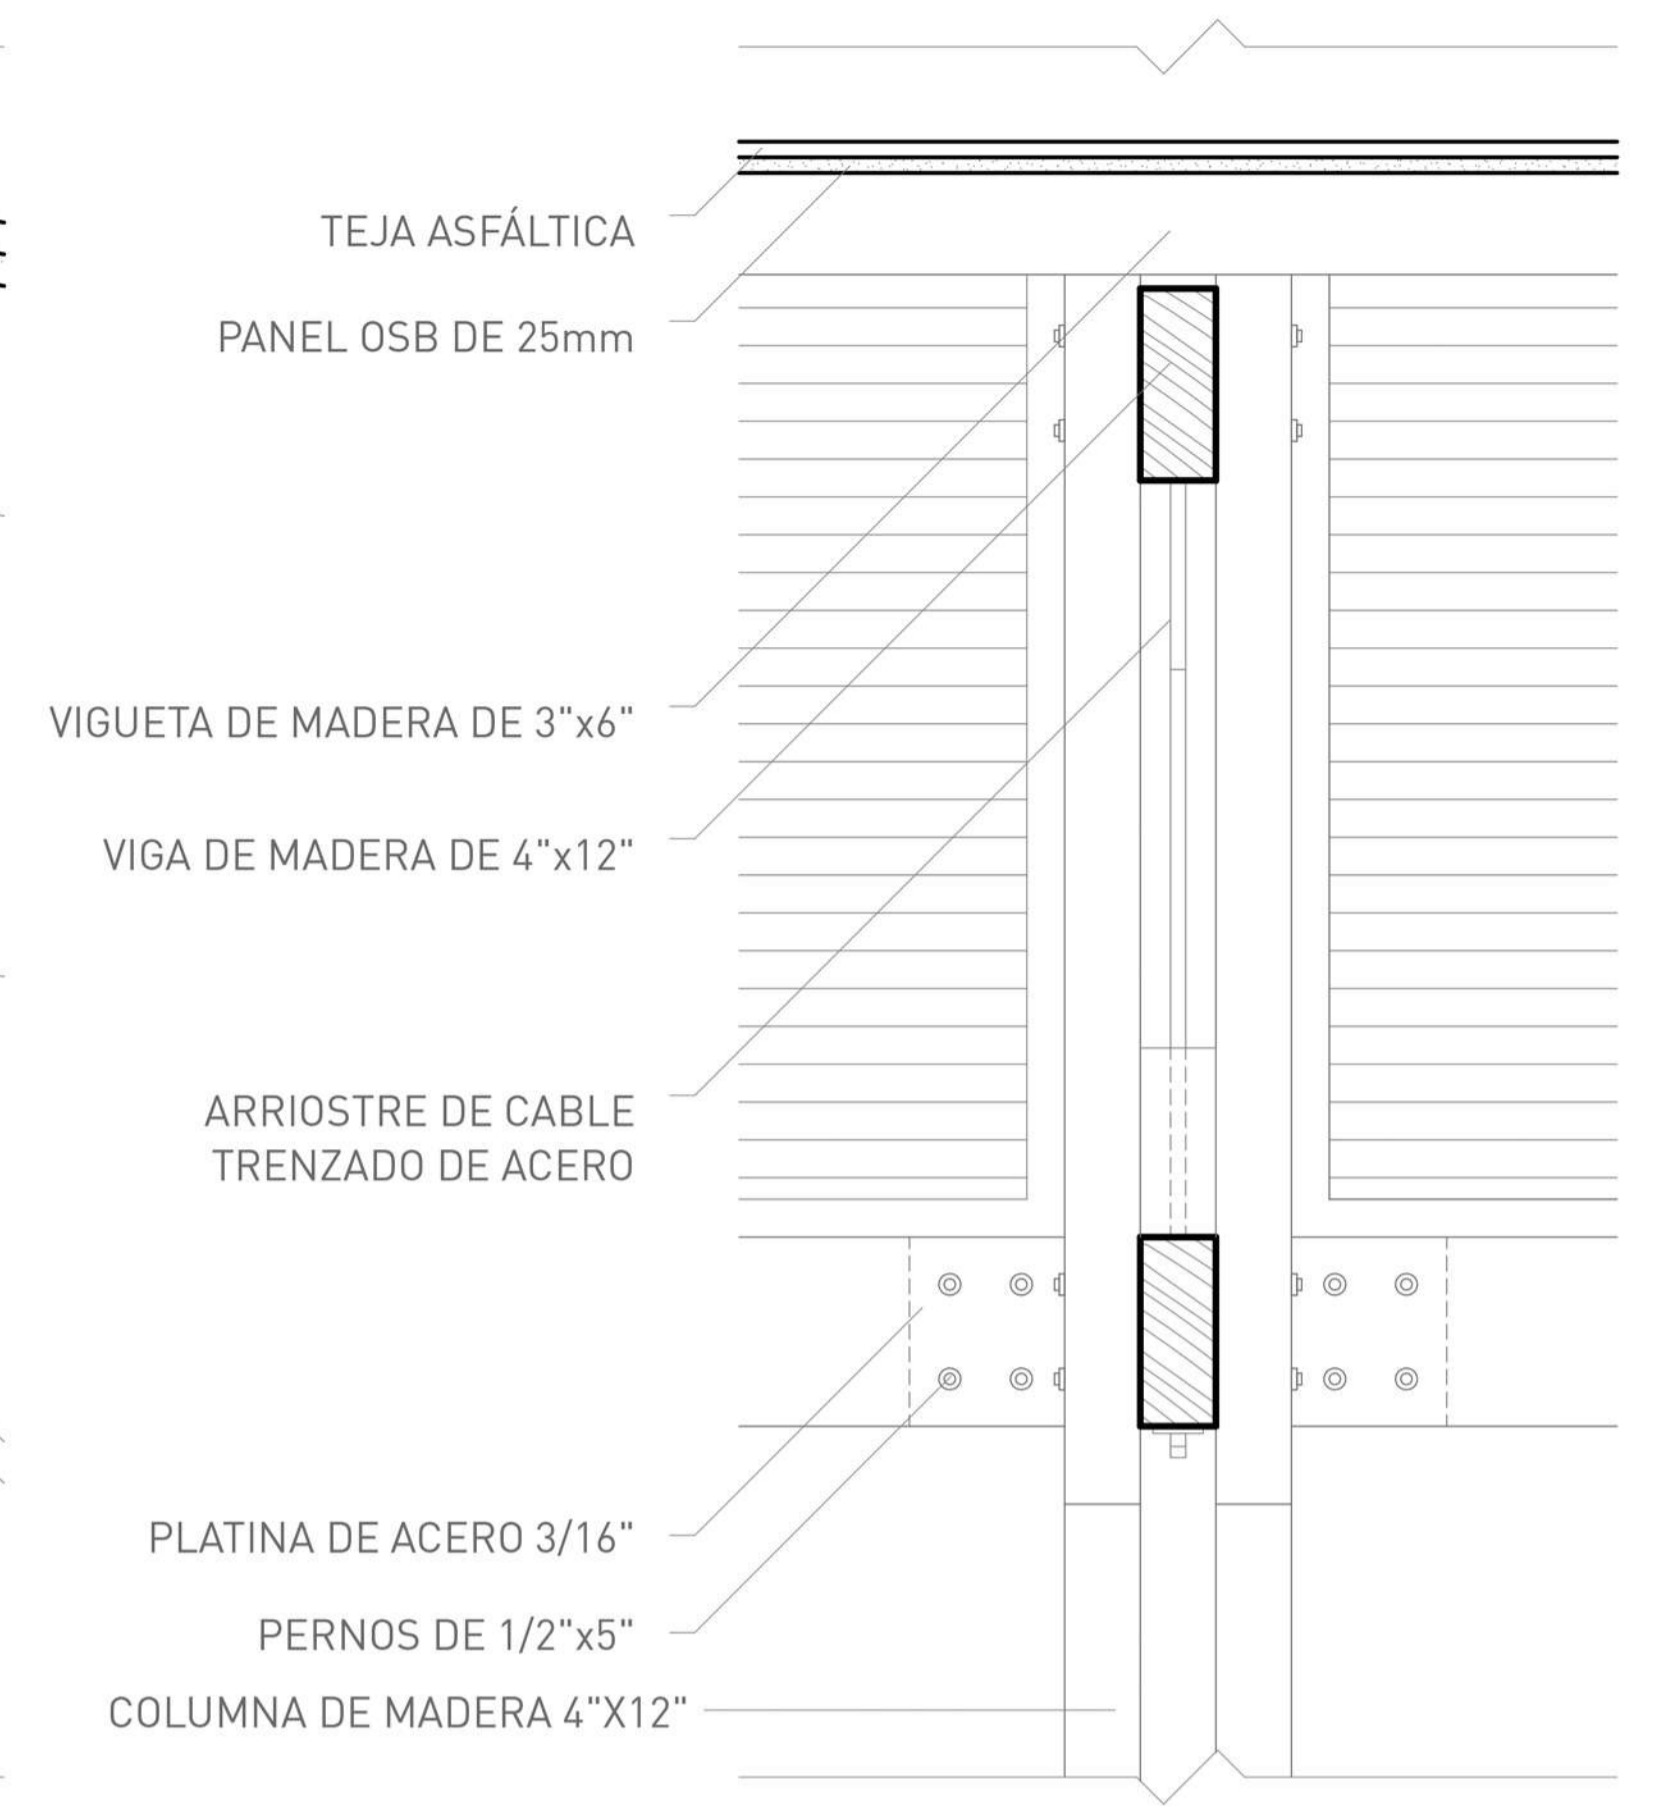 TEJA ASFÁLTICA
PANEL OSB DE 25mm
VIGUETA DE MADERA DE 3"x6"
VIGA DE MADERA DE 4"x12"
ARRIOSTRE DE CABLE
TRENZADO DE ACERO
PLATINA DE ACERO 3/16"
PERNOS DE 1/2"x5"
COLUMNA DE MADERA 4"X12"